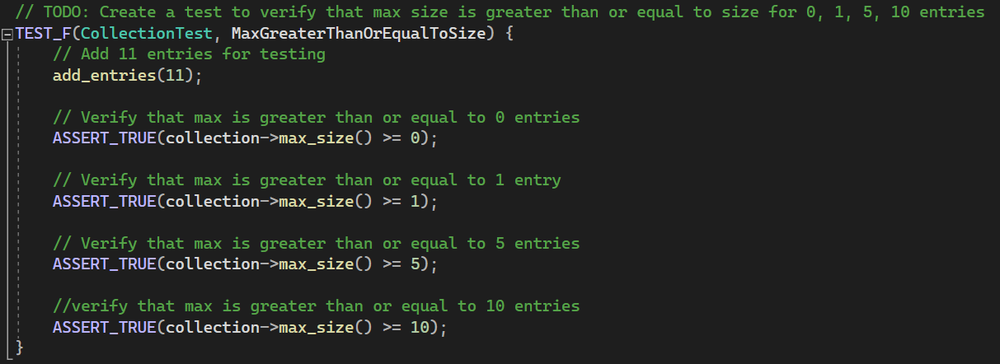 // TODO: Create a test to verify that max size is greater than or equal to size for 0, 1, 5, 10 entries
TEST_F(CollectionTest, MaxGreaterThanOrEqualToSize) {
    // Add 11 entries for testing
    add_entries(11);

    // Verify that max is greater than or equal to 0 entries
    ASSERT_TRUE(collection->max_size() >= 0);

    // Verify that max is greater than or equal to 1 entry
    ASSERT_TRUE(collection->max_size() >= 1);

    // Verify that max is greater than or equal to 5 entries
    ASSERT_TRUE(collection->max_size() >= 5);

    //verify that max is greater than or equal to 10 entries
    ASSERT_TRUE(collection->max_size() >= 10);
}